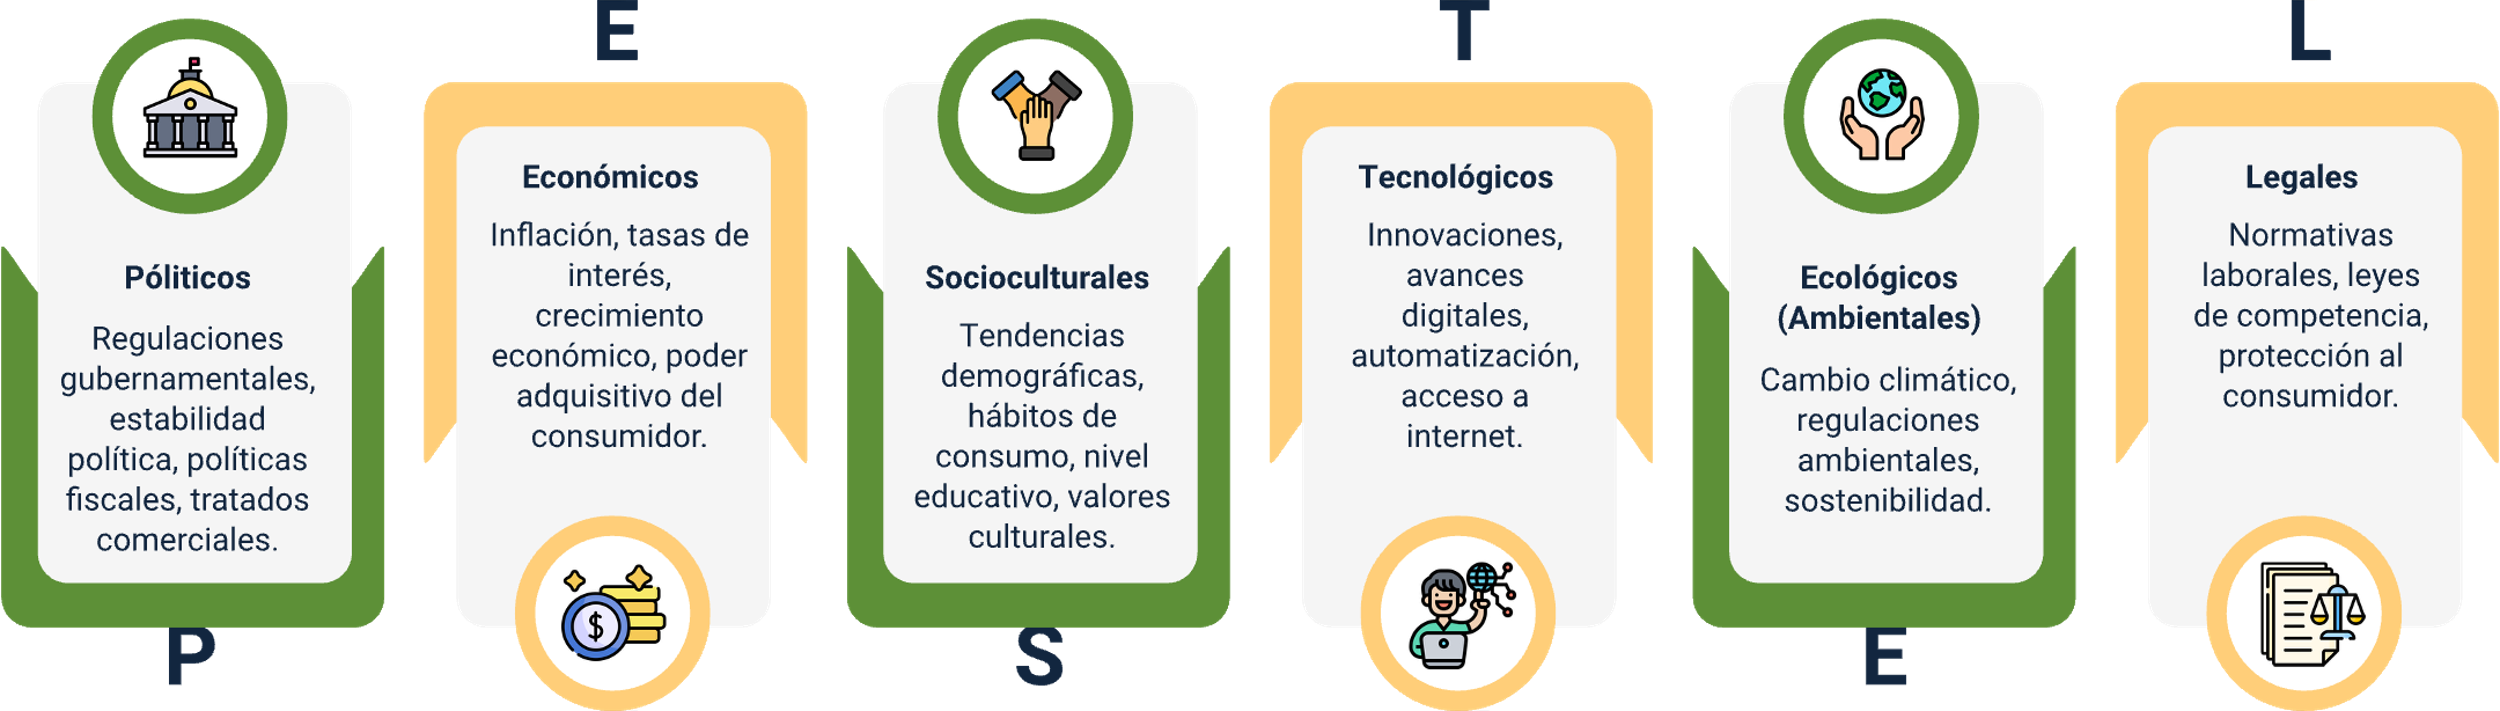 P
Póliticos
Regulaciones
gubernamentales,
estabilidad
política, políticas
fiscales, tratados
comerciales.
E
Económicos
Inflación, tasas de
interés,
crecimiento
económico, poder
adquisitivo del
consumidor.
$
S
Socioculturales
Tendencias
demográficas,
hábitos de
consumo, nivel
educativo, valores
culturales.
T
Tecnológicos
Innovaciones,
avances
digitales,
automatización,
acceso a
internet.
E
Ecológicos
(Ambientales)
Cambio climático,
regulaciones
ambientales,
sostenibilidad.
L
Legales
Normativas
laborales, leyes
de competencia,
protección al
consumidor.